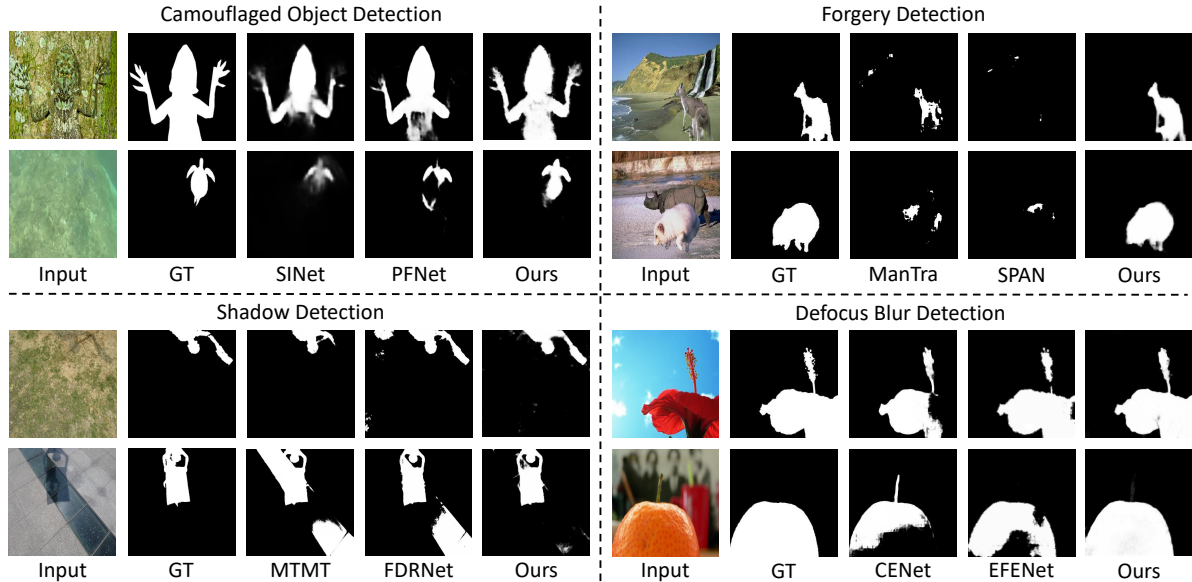 Camouflaged Object Detection
Input GT SINet PFNet Ours
Forgery Detection
Input GT ManTra SPAN Ours
Shadow Detection
Input GT MTMT FDRNet Ours
Defocus Blur Detection
Input GT CENet EFENet Ours